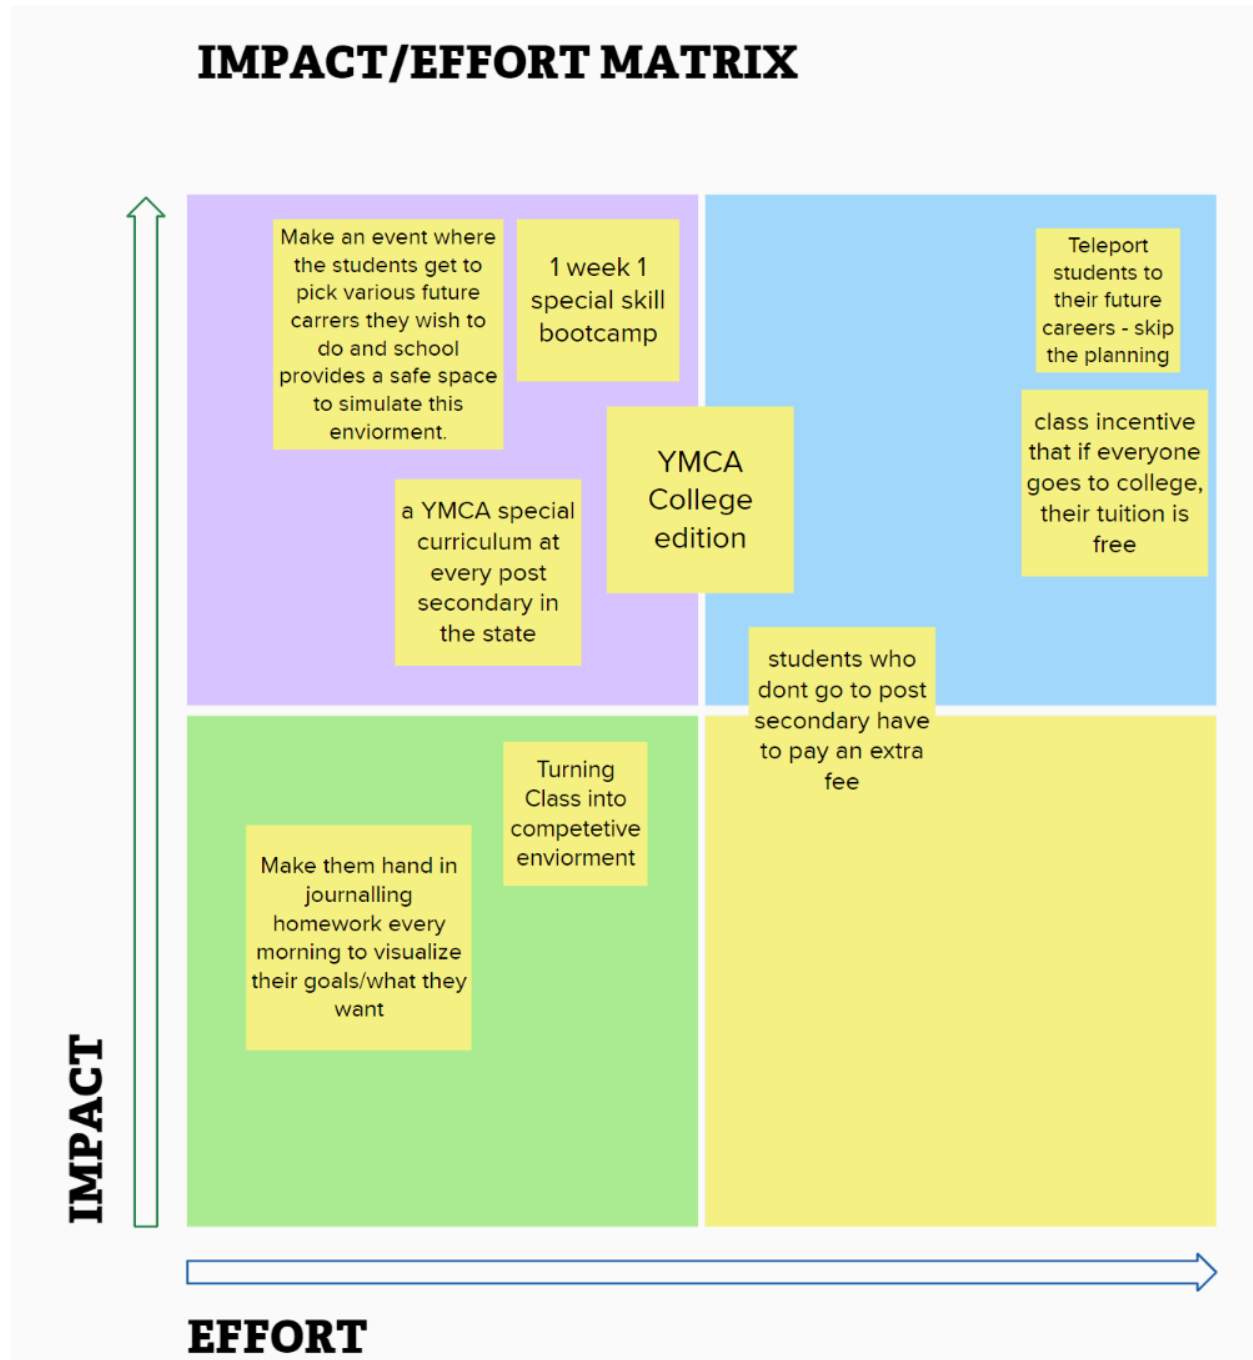 IMPACT/EFFORT MATRIX
Make an event where
the students get to
pick various future
carrers they wish to
do and school
provides a safe space
to simulate this
enviorment.
1 week 1
special skill
bootcamp
Teleport
students to
their future
careers - skip
the planning
YMCA
College
edition
class incentive
that if everyone
goes to college,
their tuition is
free
a YMCA special
curriculum at
every post
secondary in
the state
students who
dont go to post
secondary have
to pay an extra
fee
Turning
Class into
competetive
enviorment
Make them hand in
journalling
homework every
morning to visualize
their goals/what they
want
IMPACT
EFFORT